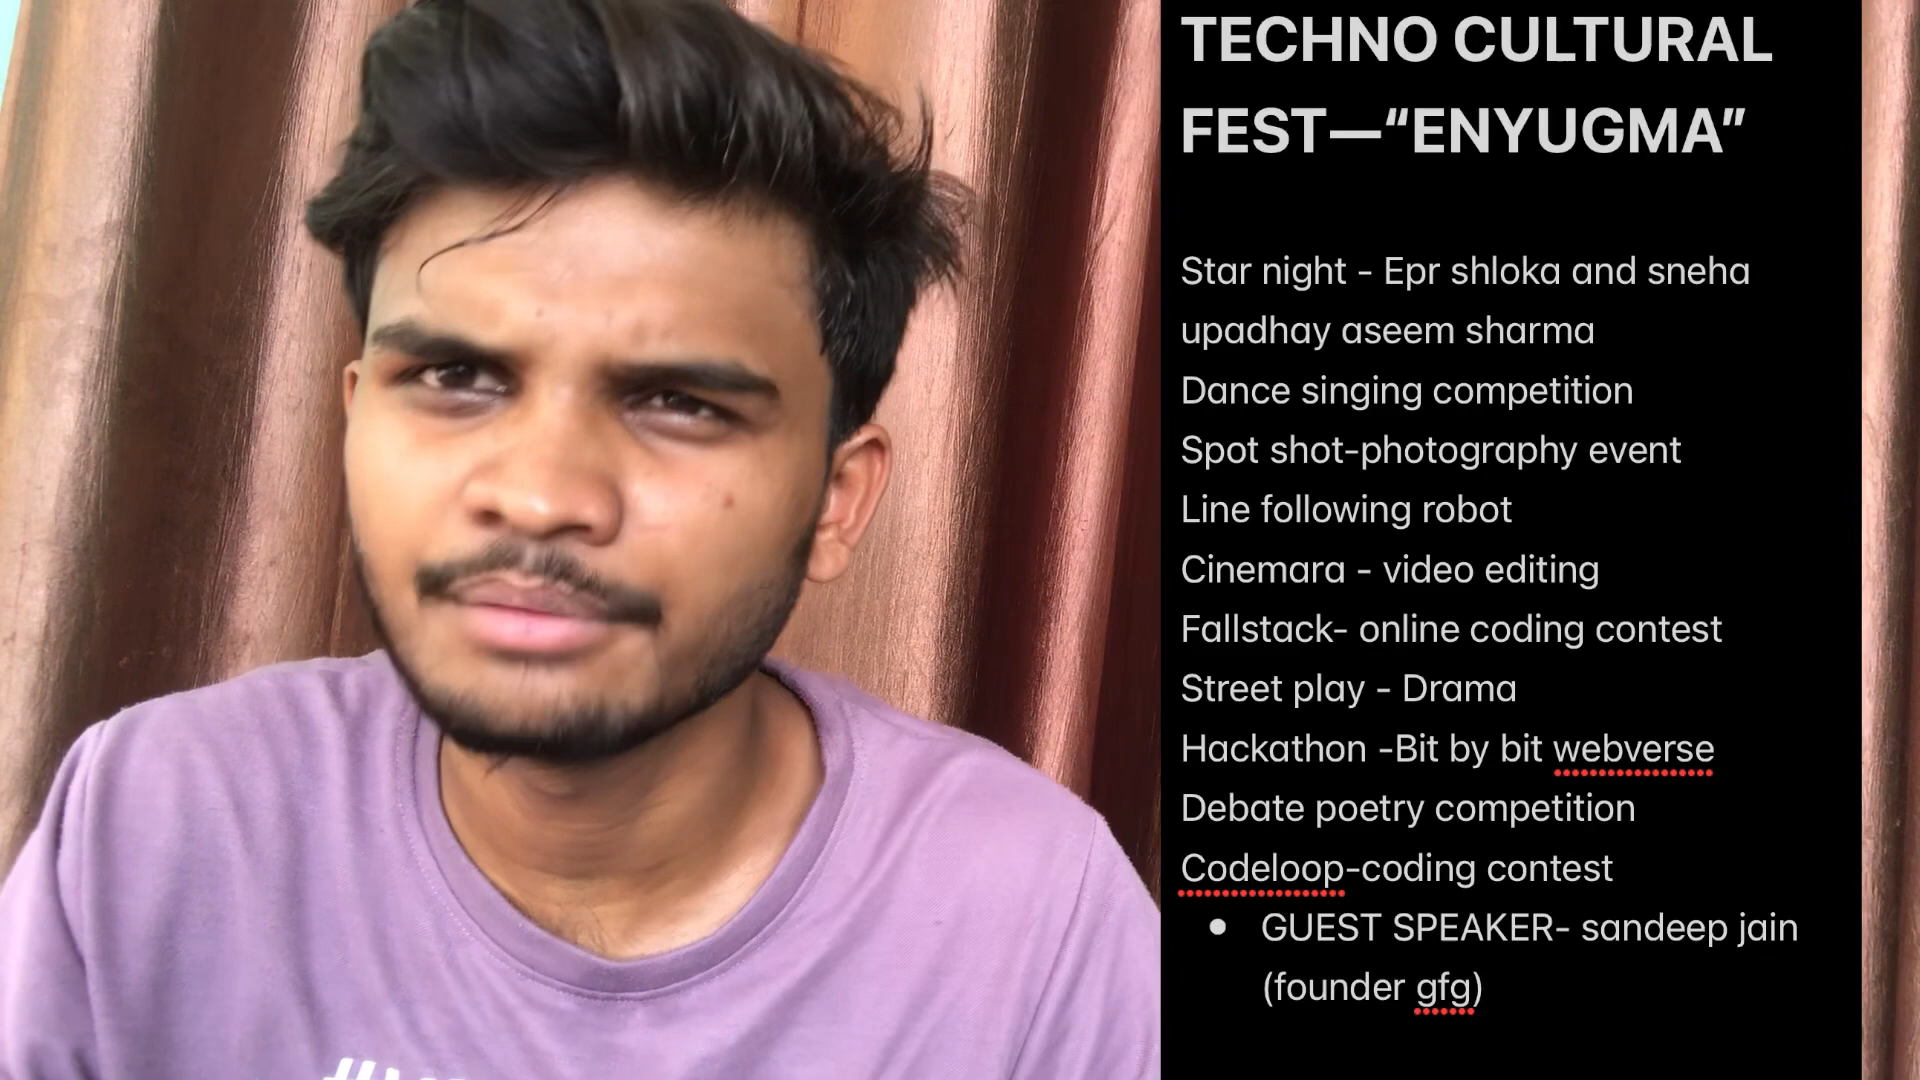 TECHNO CULTURAL
FEST—“ENYUGMA”
Star night - Epr shloka and sneha
upadhay aseem sharma
Dance singing competition
Spot shot-photography event
Line following robot
Cinemara - video editing
Fallstack- online coding contest
Street play - Drama
Hackathon -Bit by bit webverse
Debate poetry competition
Codeloop-coding contest
• GUEST SPEAKER- sandeep jain
(founder gfg)